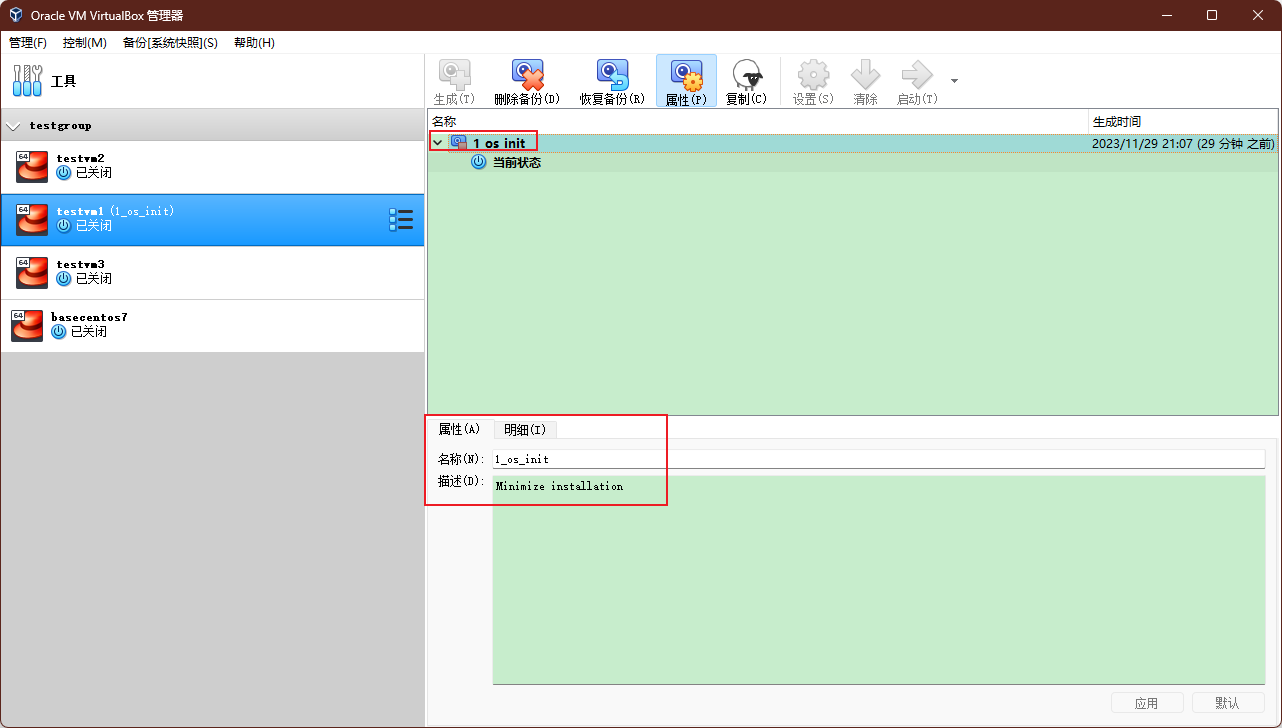 Oracle VM VirtualBox 管理器
管理(F) 控制(M) 备份[系统快照](S) 帮助(H)
工具
生成(T) 删除备份(D) 恢复备份(R) 属性(P) 复制(C) 设置(S) 清除 启动(T)
testgroup
64 testvm2
已关闭
64 testvm1 (1_os_init)
已关闭
64 testvm3
已关闭
64 basecentos7
已关闭
名称 生成时间
1_os_init 2023/11/29 21:07 (29 分钟 之前)
当前状态
属性(A) 明细(I)
名称(N): 1_os_init
描述(D): Minimize installation
应用 默认